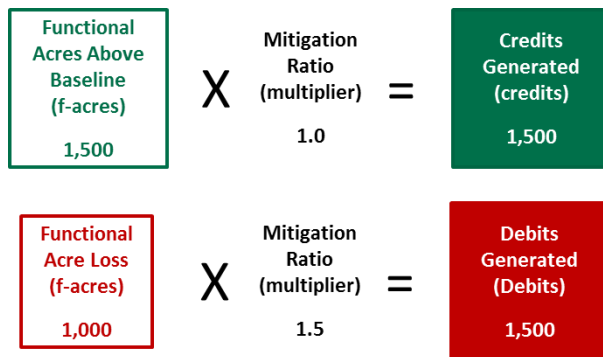 Functional
Acres Above
Baseline
(f-acres)
1,500
X
Mitigation
Ratio
(multiplier)
1.0
=
Credits
Generated
(credits)
1,500
Functional
Acre Loss
(f-acres)
1,000
X
Mitigation
Ratio
(multiplier)
1.5
=
Debits
Generated
(Debits)
1,500